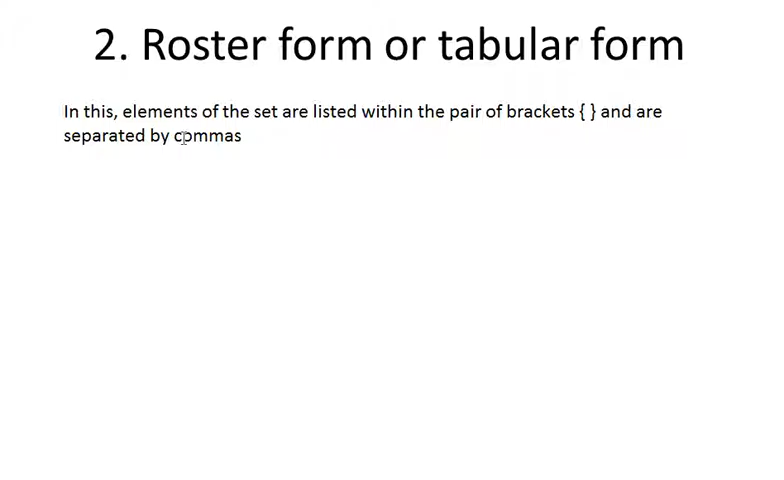 2. Roster form or tabular form
In this, elements of the set are listed within the pair of brackets { } and are
separated by commas